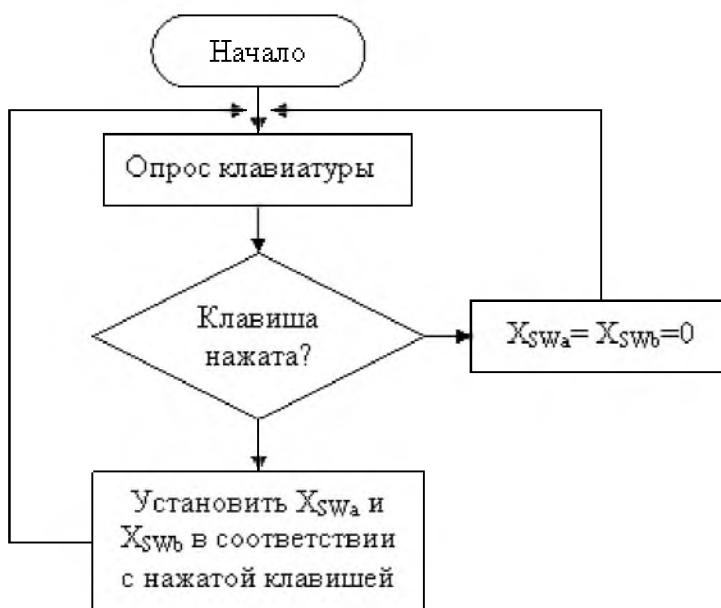 Начало
Опрос клавиатуры
Клавиша
нажата?
XSWa= XSWb=0
Установить XSWa и
XSWb в соответствии
с нажатой клавишей